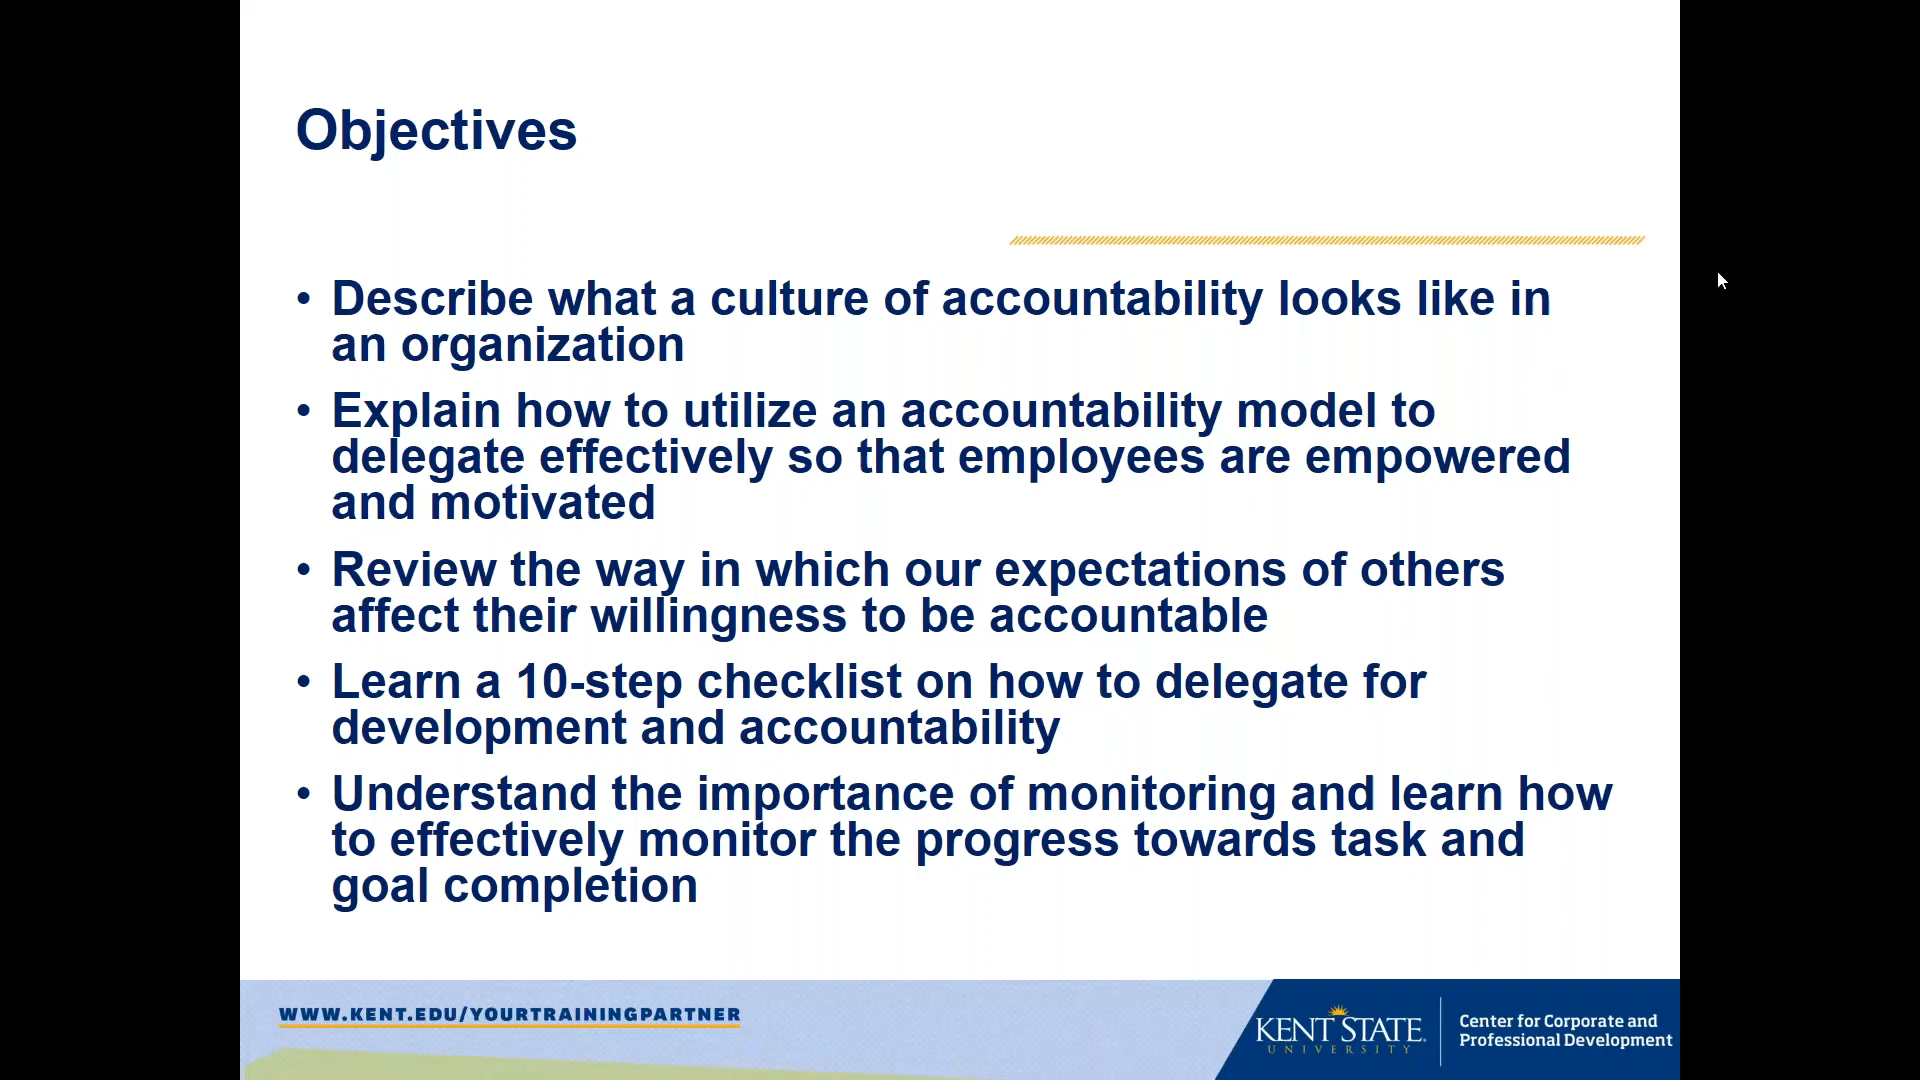 Objectives
• Describe what a culture of accountability looks like in
an organization
• Explain how to utilize an accountability model to
delegate effectively so that employees are empowered
and motivated
• Review the way in which our expectations of others
affect their willingness to be accountable
• Learn a 10-step checklist on how to delegate for
development and accountability
• Understand the importance of monitoring and learn how
to effectively monitor the progress towards task and
goal completion
WWW.KENT.EDU/YOURTRAININGPARTNER
KENT STATE
UNIVERSITY
Center for Corporate and
Professional Development